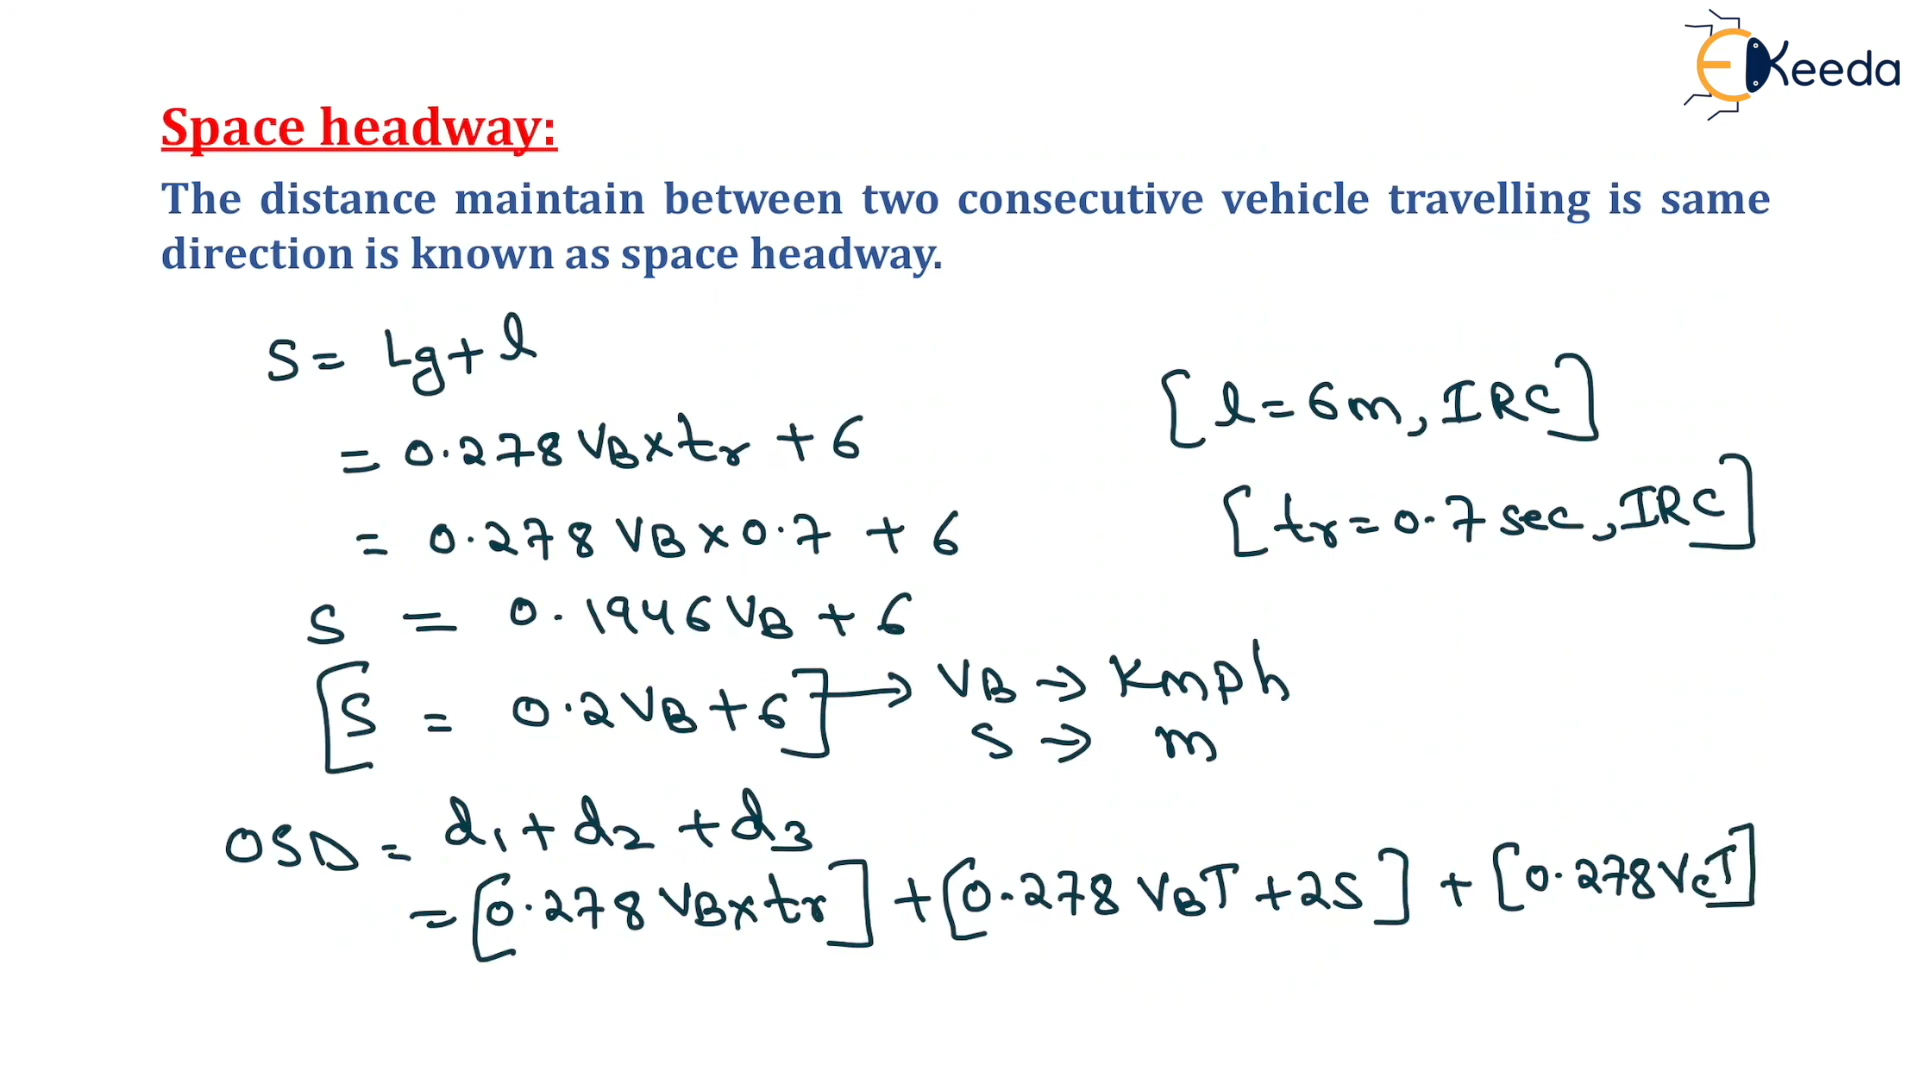 EKeeda
Space headway:
The distance maintain between two consecutive vehicle travelling is same
direction is known as space headway.
S = Lg + l
[l = 6m, IRC]
= 0.278 VB x tr + 6
[tr = 0.7 sec, IRC]
= 0.278 VB x 0.7 + 6
S = 0.1946 VB + 6
[S = 0.2 VB + 6] → VB → Kmph
S → m
OSD = d1 + d2 + d3
= [0.278 VB x tr] + [0.278 VBT + 2S] + [0.278 VcT]